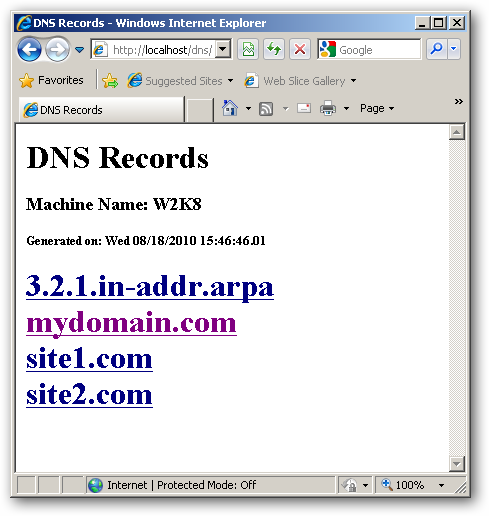 DNS Records - Windows Internet Explorer
http://localhost/dns/
Google
Favorites
Suggested Sites
Web Slice Gallery
DNS Records
Page
DNS Records
Machine Name: W2K8
Generated on: Wed 08/18/2010 15:46:46.01
3.2.1.in-addr.arpa
mydomain.com
site1.com
site2.com
Internet | Protected Mode: Off
100%